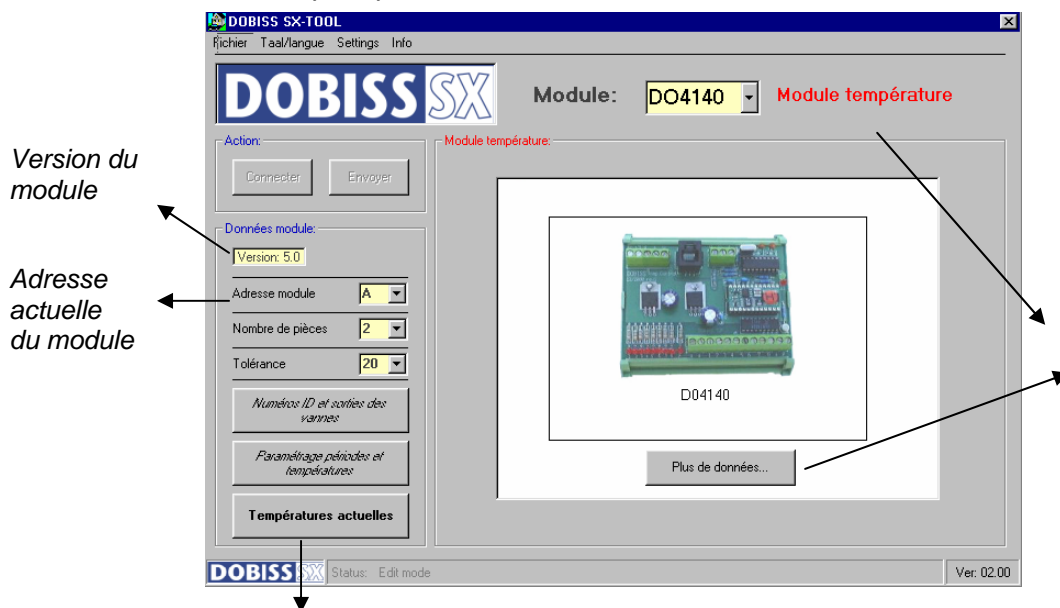 DOBISS SX-TOOL
Fichier Taal/langue Settings Info
DOBISS SX
Module: DO4140 Module température
Action:
Connecter Envoyer
Module température:
Version du
module
Données module:
Version: 5.0
Adresse
actuelle
du module
Adresse module A
Nombre de pièces 2
Tolérance 20
Numéros ID et sorties des
vannes
Paramétrage périodes et
températures
Températures actuelles
D04140
Plus de données...
DOBISS SX Status: Edit mode
Ver: 02.00